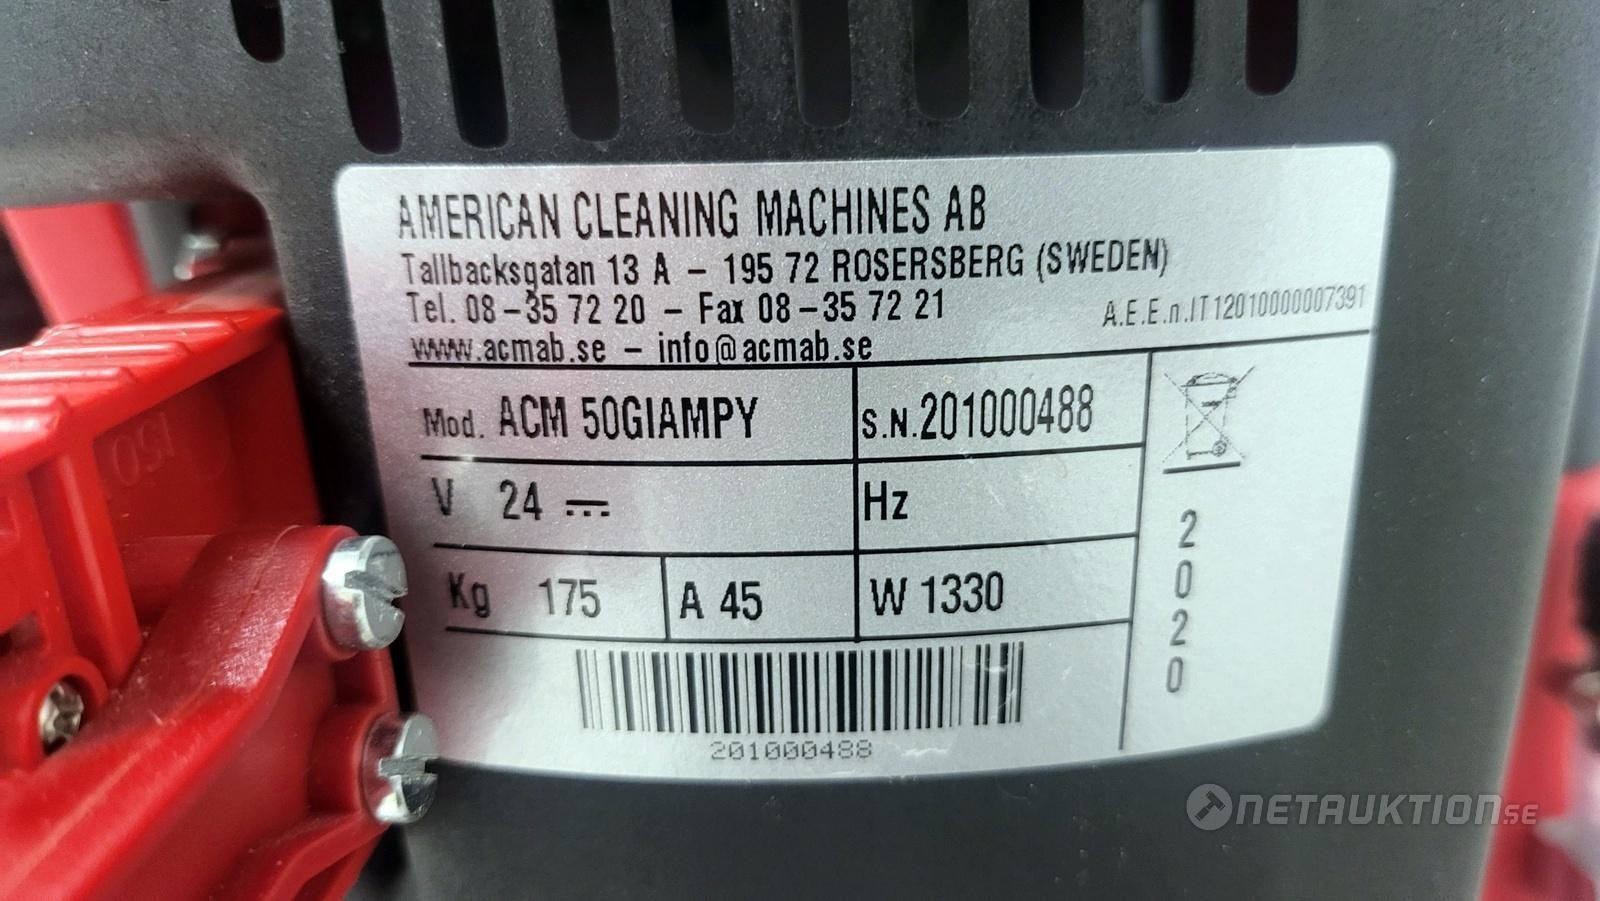 AMERICAN CLEANING MACHINES AB
Tallbacksgatan 13 A – 195 72 ROSERSBERG (SWEDEN)
Tel. 08–35 72 20 – Fax 08–35 72 21
A.E.E.n.IT12010000007391
www.acmab.se – info@acmab.se
Mod. ACM 50GIAMPY
S.N.201000488
V 24
Hz
Kg 175
A 45
W 1330
2020
201000488
NETAUKTION.SE